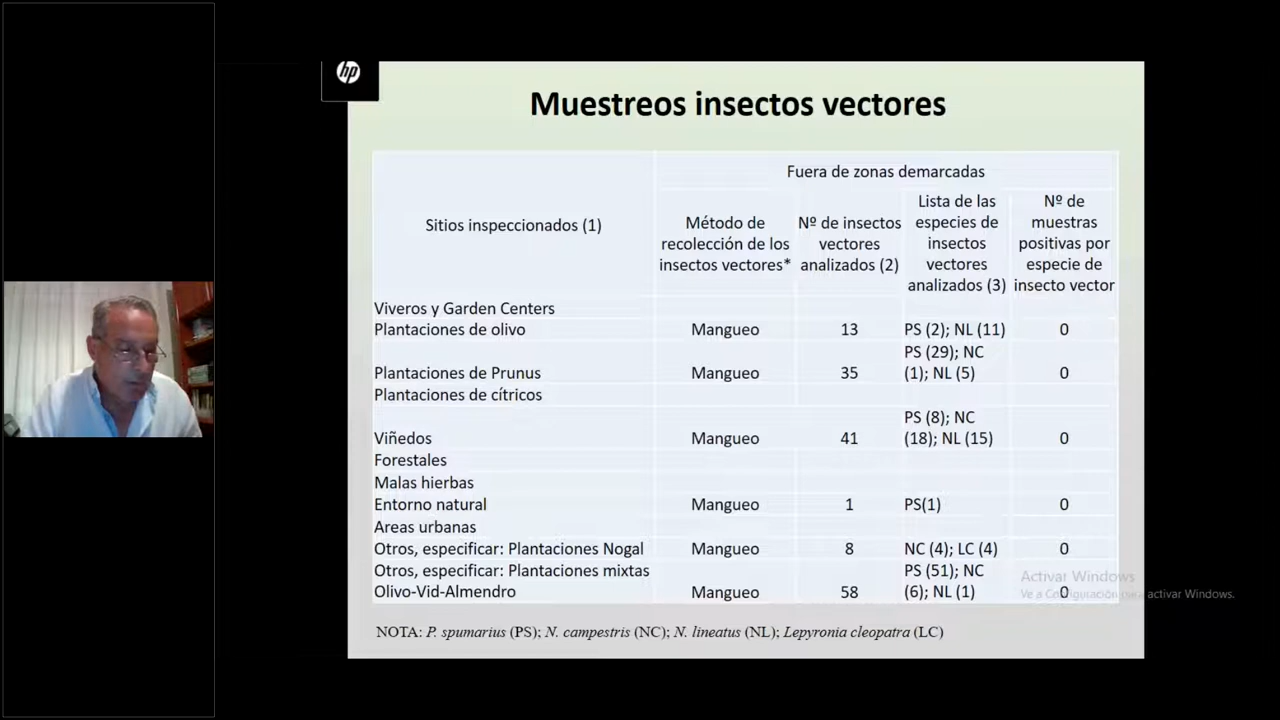 hp
Muestreos insectos vectores
Fuera de zonas demarcadas
Sitios inspeccionados (1)
Método de
recolección de los
insectos vectores*
Nº de insectos
vectores
analizados (2)
Lista de las
especies de
insectos
vectores
analizados (3)
Nº de
muestras
positivas por
especie de
insecto vector
Viveros y Garden Centers
Plantaciones de olivo Mangueo 13 PS (2); NL (11) 0
PS (29); NC
Plantaciones de Prunus Mangueo 35 (1); NL (5) 0
Plantaciones de cítricos
PS (8); NC
Viñedos Mangueo 41 (18); NL (15) 0
Forestales
Malas hierbas
Entorno natural Mangueo 1 PS(1) 0
Areas urbanas
Otros, especificar: Plantaciones Nogal Mangueo 8 NC (4); LC (4) 0
Otros, especificar: Plantaciones mixtas PS (51); NC
Olivo-Vid-Almendro Mangueo 58 (6); NL (1) 0
Activar Windows
Ve a Configuración para activar Windows.
NOTA: P. spumarius (PS); N. campestris (NC); N. lineatus (NL); Lepyronia cleopatra (LC)